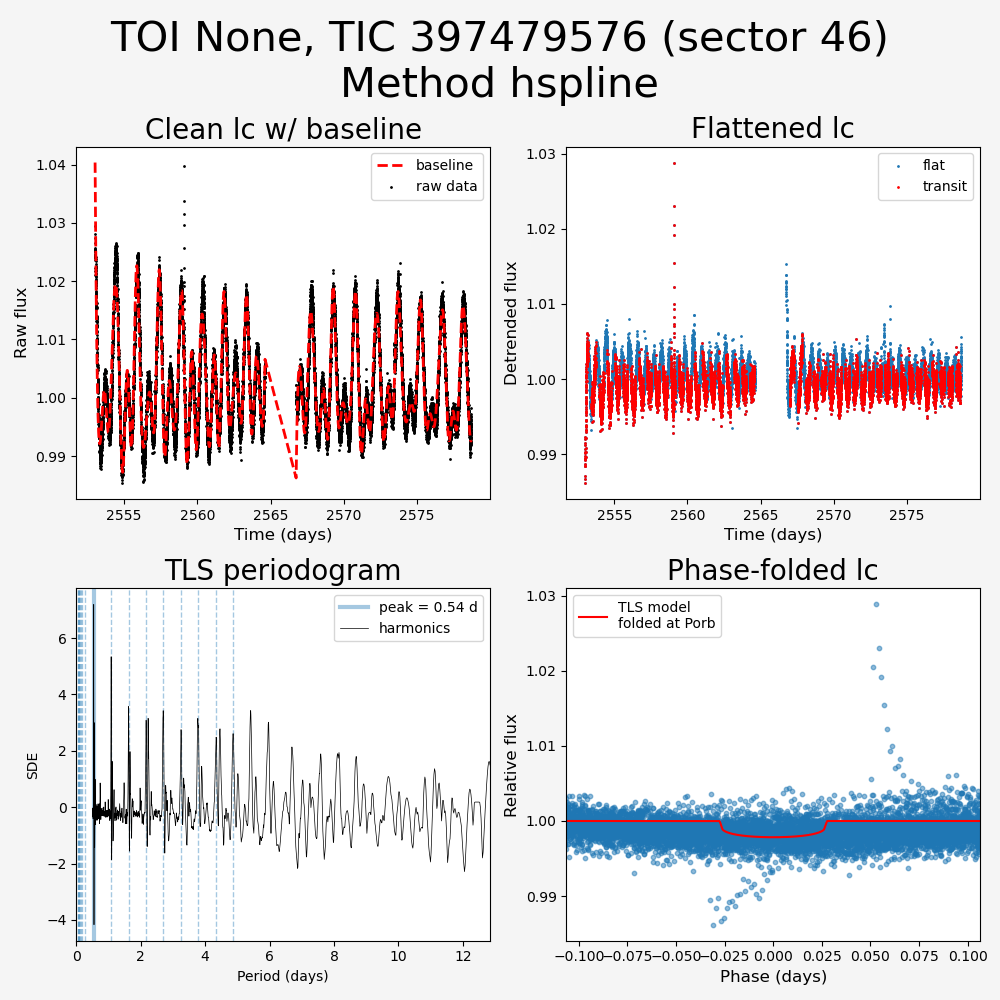 TOI None, TIC 397479576 (sector 46)
Method hspline
Clean lc w/ baseline
Flattened lc
1.04
1.03
1.02
1.01
1.00
0.99
Raw flux
baseline
raw data
2555
2560
2565
2570
2575
Time (days)
1.03
1.02
1.01
1.00
0.99
Detrended flux
flat
transit
2555
2560
2565
2570
2575
Time (days)
TLS periodogram
Phase-folded lc
6
4
2
0
−2
−4
SDE
peak = 0.54 d
harmonics
0
2
4
6
8
10
12
Period (days)
1.03
1.02
1.01
1.00
0.99
Relative flux
TLS model
folded at Porb
−0.100
−0.075
−0.050
−0.025
0.000
0.025
0.050
0.075
0.100
Phase (days)